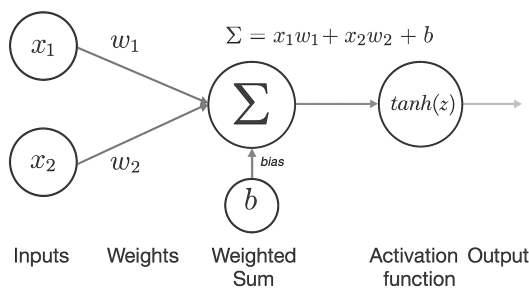 x₁
w₁
Σ = x₁w₁ + x₂w₂ + b
Σ
tanh(z)
x₂
w₂
bias
b
Inputs
Weights
Weighted
Sum
Activation
function
Output